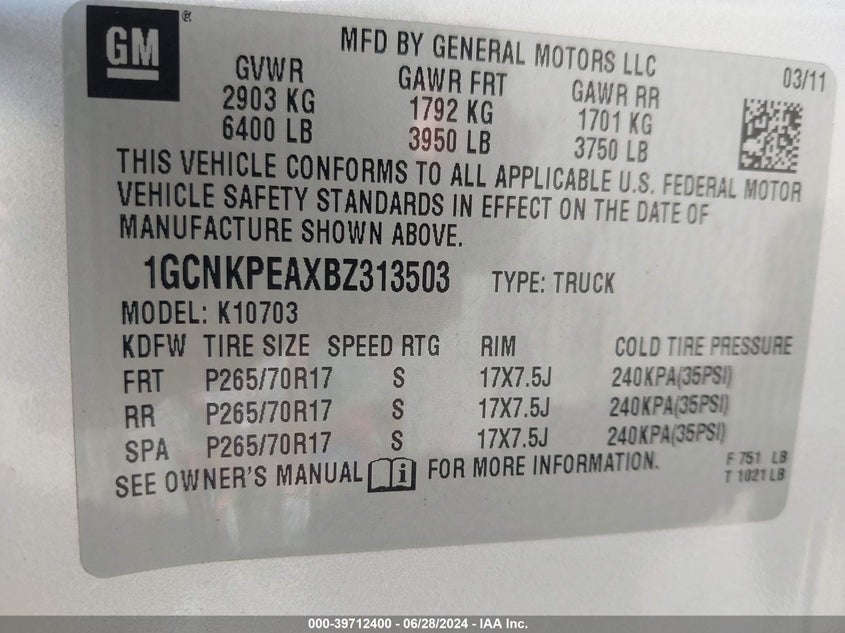 GM®
MFD BY GENERAL MOTORS LLC
03/11
GVWR GAWR FRT GAWR RR
2903 KG 1792 KG 1701 KG
6400 LB 3950 LB 3750 LB
THIS VEHICLE CONFORMS TO ALL APPLICABLE U.S. FEDERAL MOTOR
VEHICLE SAFETY STANDARDS IN EFFECT ON THE DATE OF
MANUFACTURE SHOWN ABOVE.
1GCNKPEAXBZ313503 TYPE: TRUCK
MODEL: K10703
KDFW TIRE SIZE SPEED RTG RIM COLD TIRE PRESSURE
FRT P265/70R17 S 17X7.5J 240KPA(35PSI)
RR P265/70R17 S 17X7.5J 240KPA(35PSI)
SPA P265/70R17 S 17X7.5J 240KPA(35PSI)
SEE OWNER'S MANUAL i FOR MORE INFORMATION.
F 751 LB
T 1021 LB
000-39712400 - 06/28/2024 - IAA Inc.